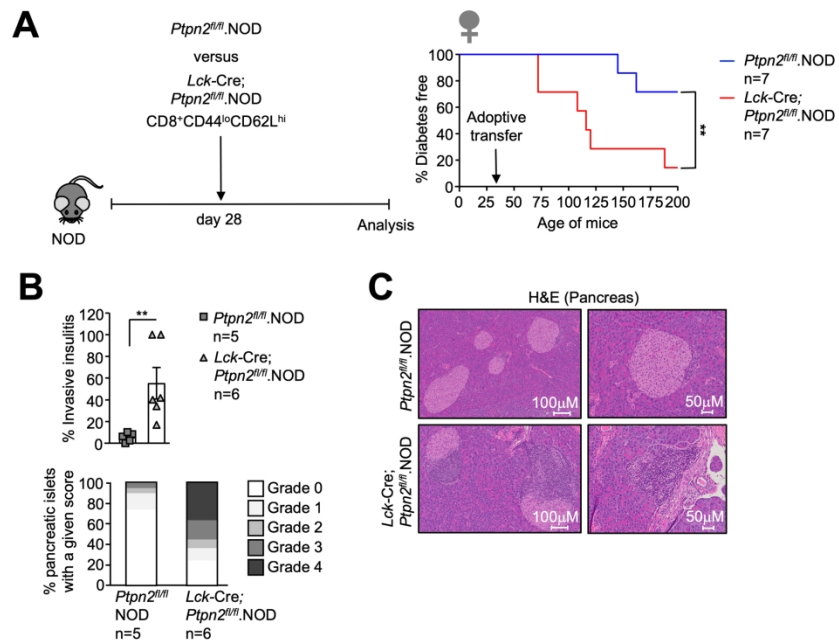 A
Ptpn2fl/fl.NOD
versus
Lck-Cre;
Ptpn2fl/fl.NOD
CD8+CD44loCD62Lhi
NOD
day 28
Analysis
% Diabetes free
100
80
60
40
20
0
Adoptive
transfer
0 25 50 75 100 125 150 175 200
Age of mice
**
Ptpn2fl/fl.NOD
n=7
Lck-Cre;
Ptpn2fl/fl.NOD
n=7
B
% Invasive insulitis
120
100
80
60
40
20
0
**
Ptpn2fl/fl.NOD
n=5
Lck-Cre;
Ptpn2fl/fl.NOD
n=6
% pancreatic islets
with a given score
100
80
60
40
20
0
Grade 0
Grade 1
Grade 2
Grade 3
Grade 4
Ptpn2fl/fl
NOD
n=5
Lck-Cre;
Ptpn2fl/fl.NOD
n=6
C
H&E (Pancreas)
Ptpn2fl/fl.NOD
100µM
50µM
Lck-Cre;
Ptpn2fl/fl.NOD
100µM
50µM